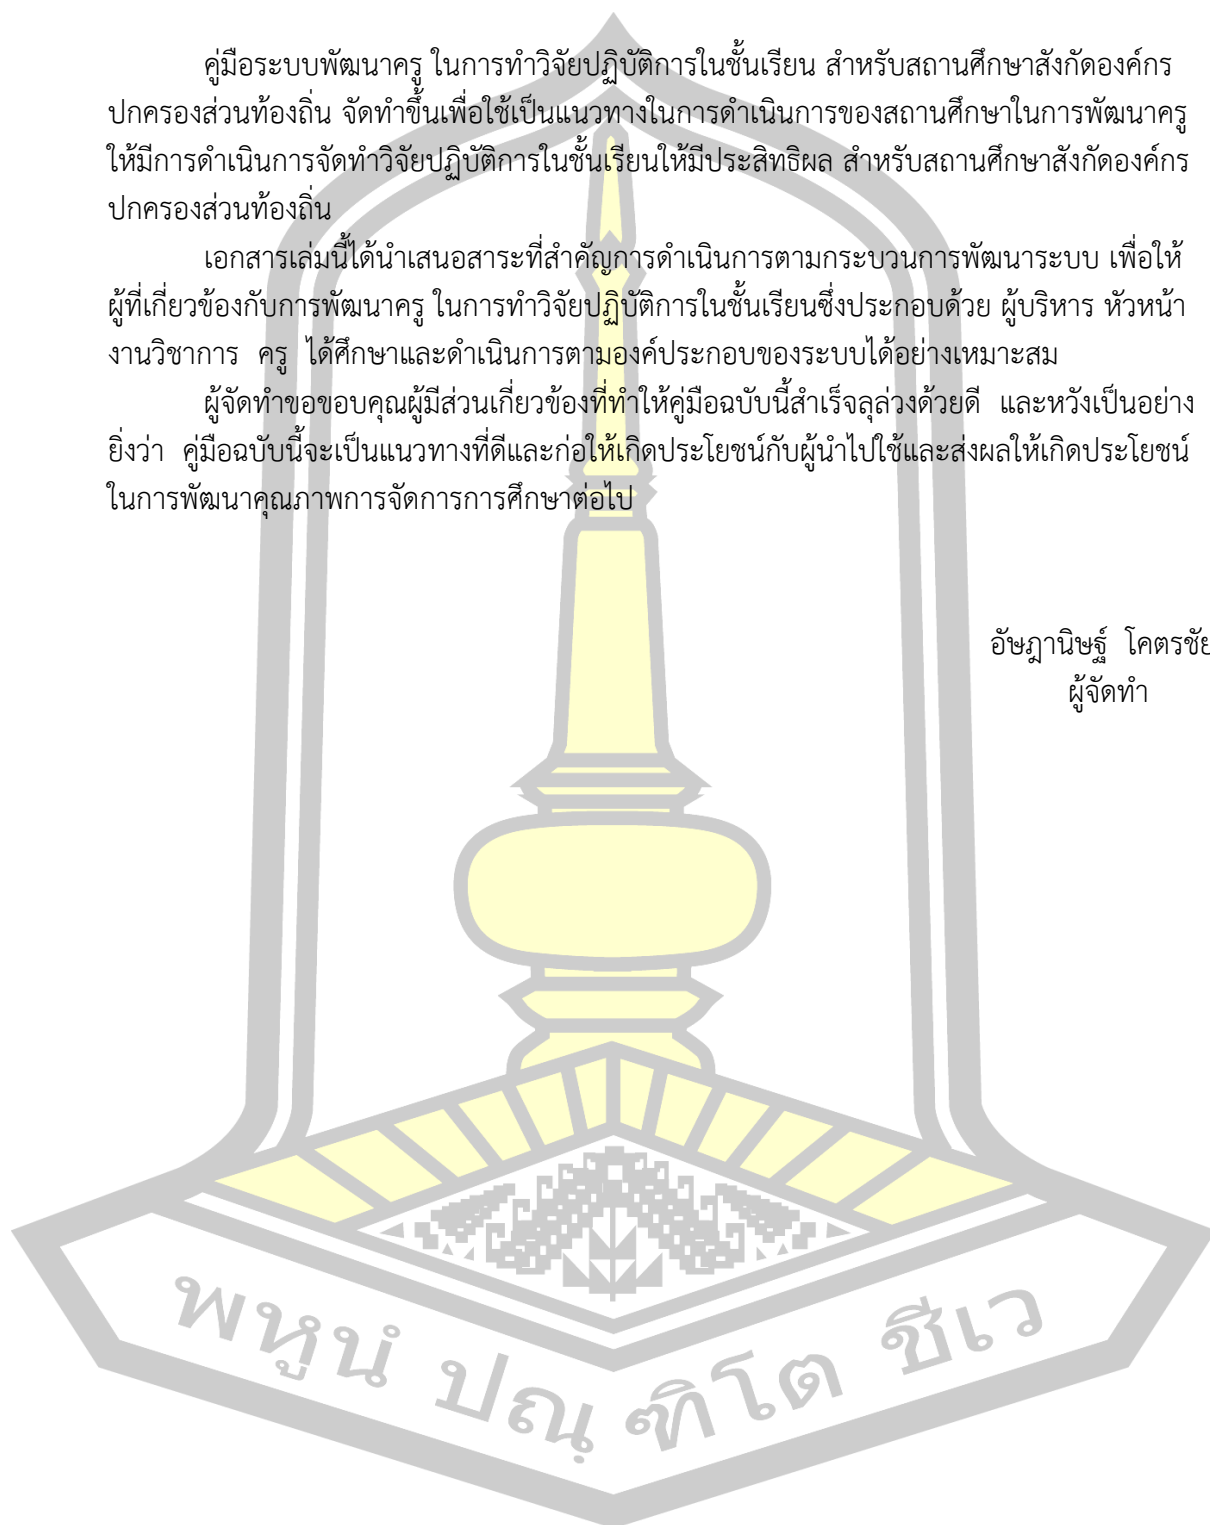 คู่มือระบบพัฒนาครู ในการทำวิจัยปฏิบัติการในชั้นเรียน สำหรับสถานศึกษาสังกัดองค์กร
ปกครองส่วนท้องถิ่น จัดทำขึ้นเพื่อใช้เป็นแนวทางในการดำเนินการของสถานศึกษาในการพัฒนาครู
ให้มีการดำเนินการจัดทำวิจัยปฏิบัติการในชั้นเรียนให้มีประสิทธิผล สำหรับสถานศึกษาสังกัดองค์กร
ปกครองส่วนท้องถิ่น
เอกสารเล่มนี้ได้นำเสนอสาระที่สำคัญการดำเนินการตามกระบวนการพัฒนาระบบ เพื่อให้
ผู้ที่เกี่ยวข้องกับการพัฒนาครู ในการทำวิจัยปฏิบัติการในชั้นเรียนซึ่งประกอบด้วย ผู้บริหาร หัวหน้า
งานวิชาการ ครู ได้ศึกษาและดำเนินการตามองค์ประกอบของระบบได้อย่างเหมาะสม
ผู้จัดทำขอขอบคุณผู้มีส่วนเกี่ยวข้องที่ทำให้คู่มือฉบับนี้สำเร็จลุล่วงด้วยดี และหวังเป็นอย่าง
ยิ่งว่า คู่มือฉบับนี้จะเป็นแนวทางที่ดีและก่อให้เกิดประโยชน์กับผู้นำไปใช้และส่งผลให้เกิดประโยชน์
ในการพัฒนาคุณภาพการจัดการการศึกษาต่อไป
อัษฎานิษฐ์ โคตรชัย
ผู้จัดทำ
พหูนํ ปณฺ ฑิโต ชีเว